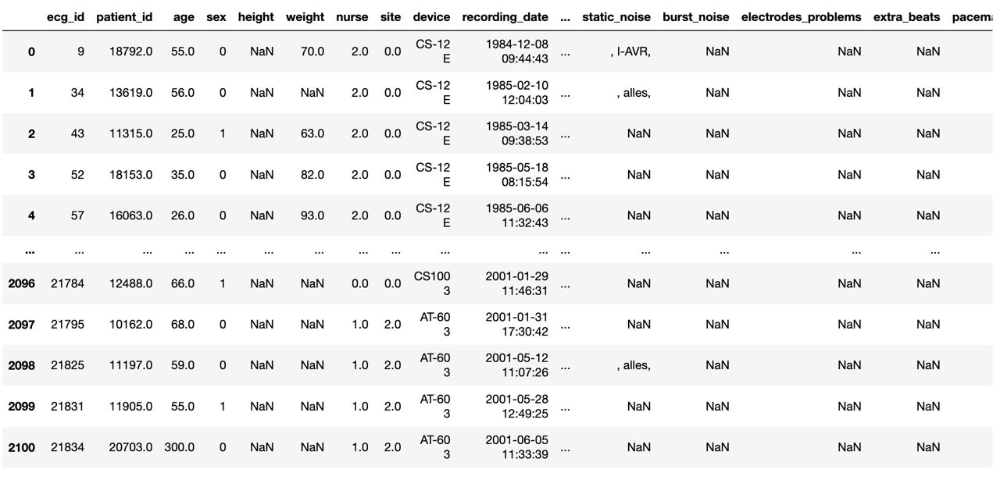 ecg_id patient_id age sex height weight nurse site device recording_date ... static_noise burst_noise electrodes_problems extra_beats pacema
0 9 18792.0 55.0 0 NaN 70.0 2.0 0.0 CS-12 E 1984-12-08 09:44:43 ... , I-AVR, NaN NaN NaN
1 34 13619.0 56.0 0 NaN NaN 2.0 0.0 CS-12 E 1985-02-10 12:04:03 ... , alles, NaN NaN NaN
2 43 11315.0 25.0 1 NaN 63.0 2.0 0.0 CS-12 E 1985-03-14 09:38:53 ... NaN NaN NaN NaN
3 52 18153.0 35.0 0 NaN 82.0 2.0 0.0 CS-12 E 1985-05-18 08:15:54 ... NaN NaN NaN NaN
4 57 16063.0 26.0 0 NaN 93.0 2.0 0.0 CS-12 E 1985-06-06 11:32:43 ... NaN NaN NaN NaN
... ... ... ... ... ... ... ... ... ... ... ... ... ... ... ...
2096 21784 12488.0 66.0 1 NaN NaN 0.0 0.0 CS100 3 2001-01-29 11:46:31 ... NaN NaN NaN NaN
2097 21795 10162.0 68.0 0 NaN NaN 1.0 2.0 AT-60 3 2001-01-31 17:30:42 ... NaN NaN NaN NaN
2098 21825 11197.0 59.0 0 NaN NaN 1.0 2.0 AT-60 3 2001-05-12 11:07:26 ... , alles, NaN NaN NaN
2099 21831 11905.0 55.0 1 NaN NaN 1.0 2.0 AT-60 3 2001-05-28 12:49:25 ... NaN NaN NaN NaN
2100 21834 20703.0 300.0 0 NaN NaN 1.0 2.0 AT-60 3 2001-06-05 11:33:39 ... NaN NaN NaN NaN